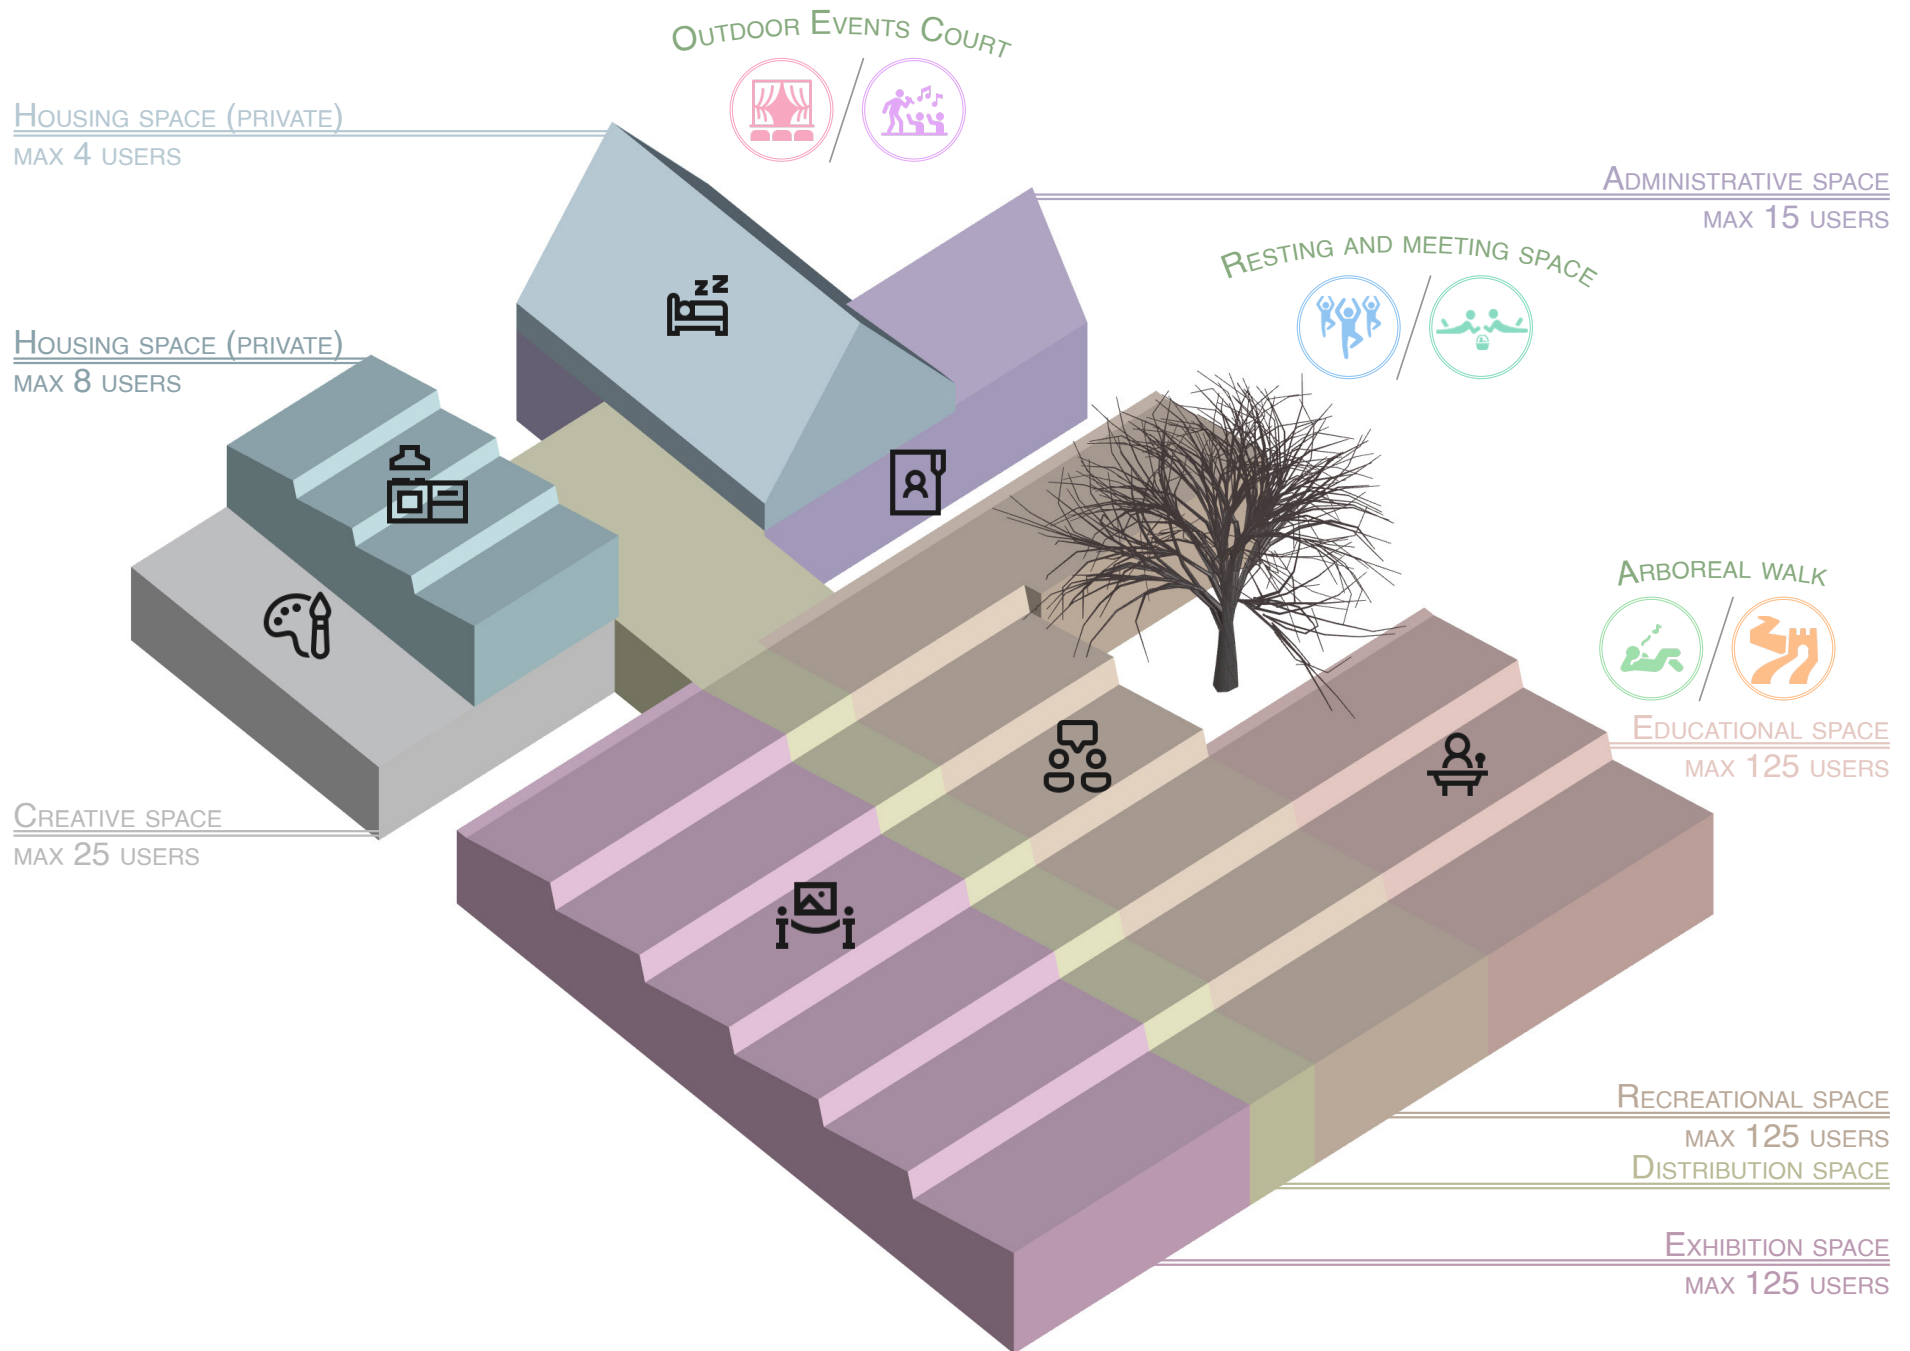 Outdoor Events Court
Housing space (private)
max 4 users
Administrative space
max 15 users
Resting and meeting space
Housing space (private)
max 8 users
Arboreal walk
Educational space
max 125 users
Creative space
max 25 users
Recreational space
max 125 users
Distribution space
Exhibition space
max 125 users